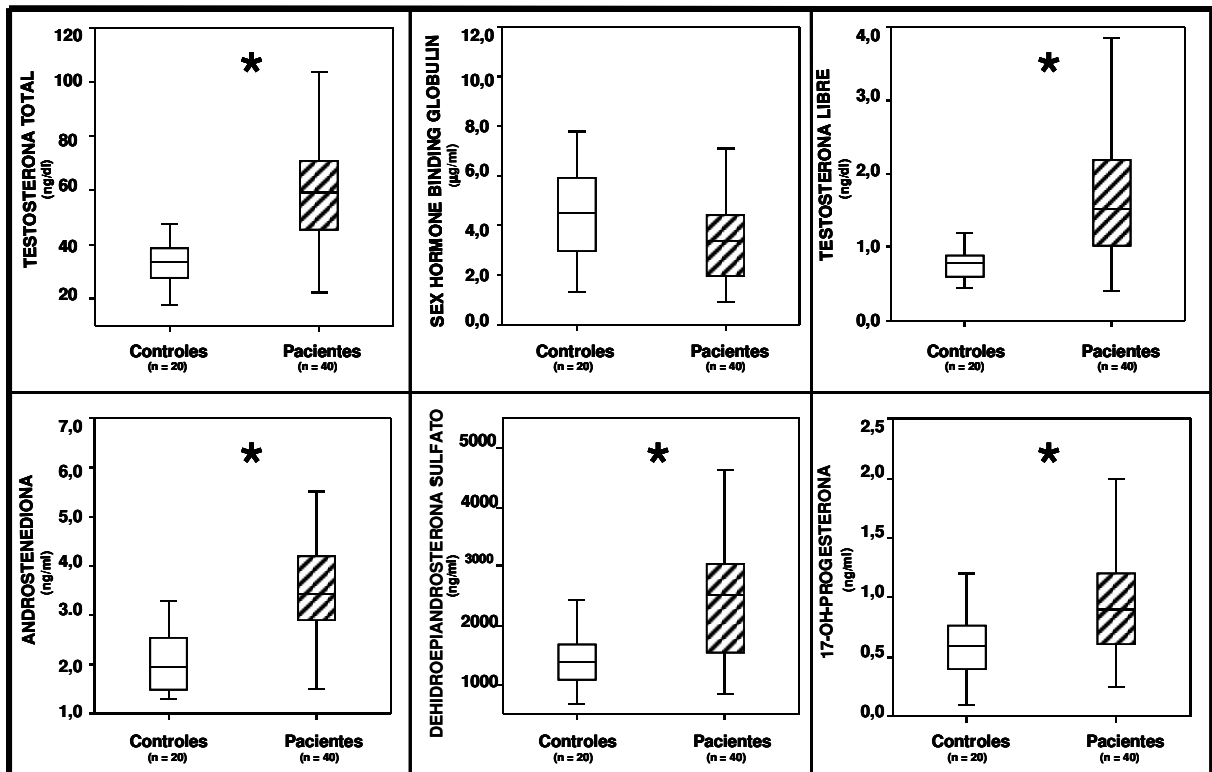 TESTOSTERONA TOTAL
(ng/dl)
120
100
80
60
40
20
*
Controles
(n = 20)
Pacientes
(n = 40)
SEX HORMONE BINDING GLOBULIN
(µg/ml)
12,0
10,0
8,0
6,0
4,0
2,0
0,0
Controles
(n = 20)
Pacientes
(n = 40)
TESTOSTERONA LIBRE
(ng/dl)
4,0
3,0
2,0
1,0
0,0
*
Controles
(n = 20)
Pacientes
(n = 40)
ANDROSTENEDIONA
(ng/ml)
7,0
6,0
5,0
4,0
3.0
2,0
1,0
*
Controles
(n = 20)
Pacientes
(n = 40)
DEHIDROEPIANDROSTERONA SULFATO
(ng/ml)
5000
4000
3000
2000
1000
*
Controles
(n = 20)
Pacientes
(n = 40)
17-OH-PROGESTERONA
(ng/ml)
2,5
2,0
1,5
1,0
0,5
0,0
*
Controles
(n = 20)
Pacientes
(n = 40)